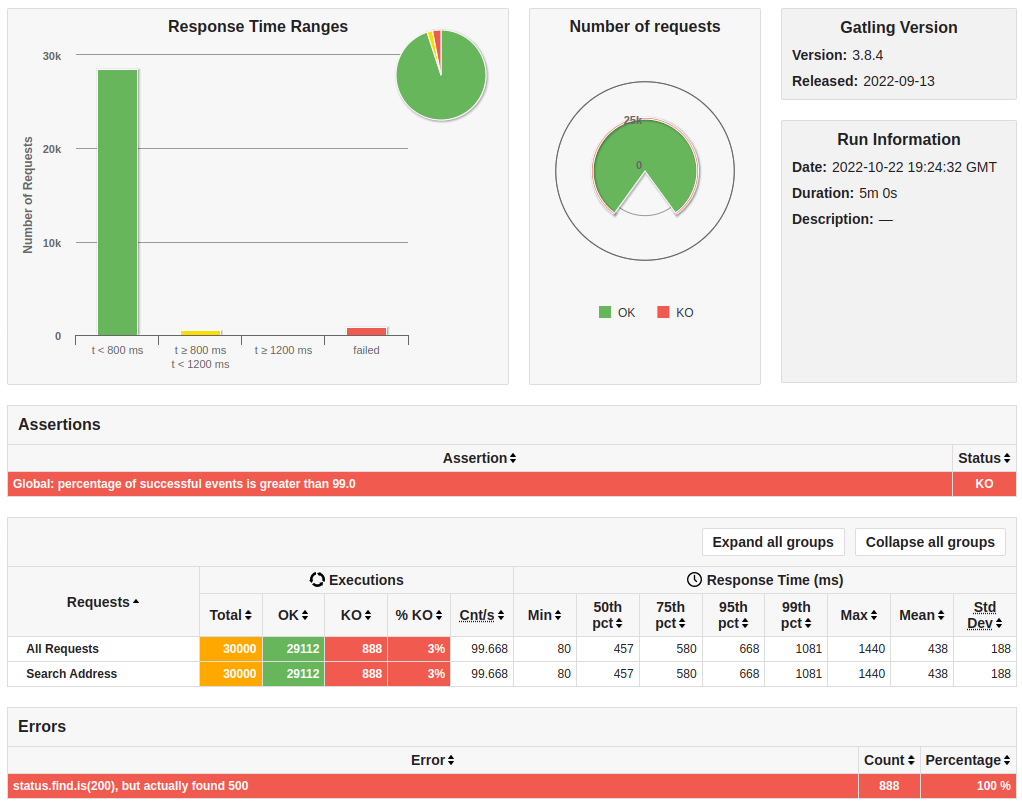 Response Time Ranges
30k
20k
10k
0
Number of Requests
t < 800 ms
t ≥ 800 ms
t < 1200 ms
t ≥ 1200 ms
failed
Number of requests
25k
0
OK
KO
Gatling Version
Version: 3.8.4
Released: 2022-09-13
Run Information
Date: 2022-10-22 19:24:32 GMT
Duration: 5m 0s
Description: —
Assertions
Assertion Status
Global: percentage of successful events is greater than 99.0 KO
Expand all groups Collapse all groups
Requests
Executions
Response Time (ms)
Total OK KO % KO Cnt/s Min 50th pct 75th pct 95th pct 99th pct Max Mean Std Dev
All Requests 30000 29112 888 3% 99.668 80 457 580 668 1081 1440 438 188
Search Address 30000 29112 888 3% 99.668 80 457 580 668 1081 1440 438 188
Errors
Error Count Percentage
status.find.is(200), but actually found 500 888 100 %